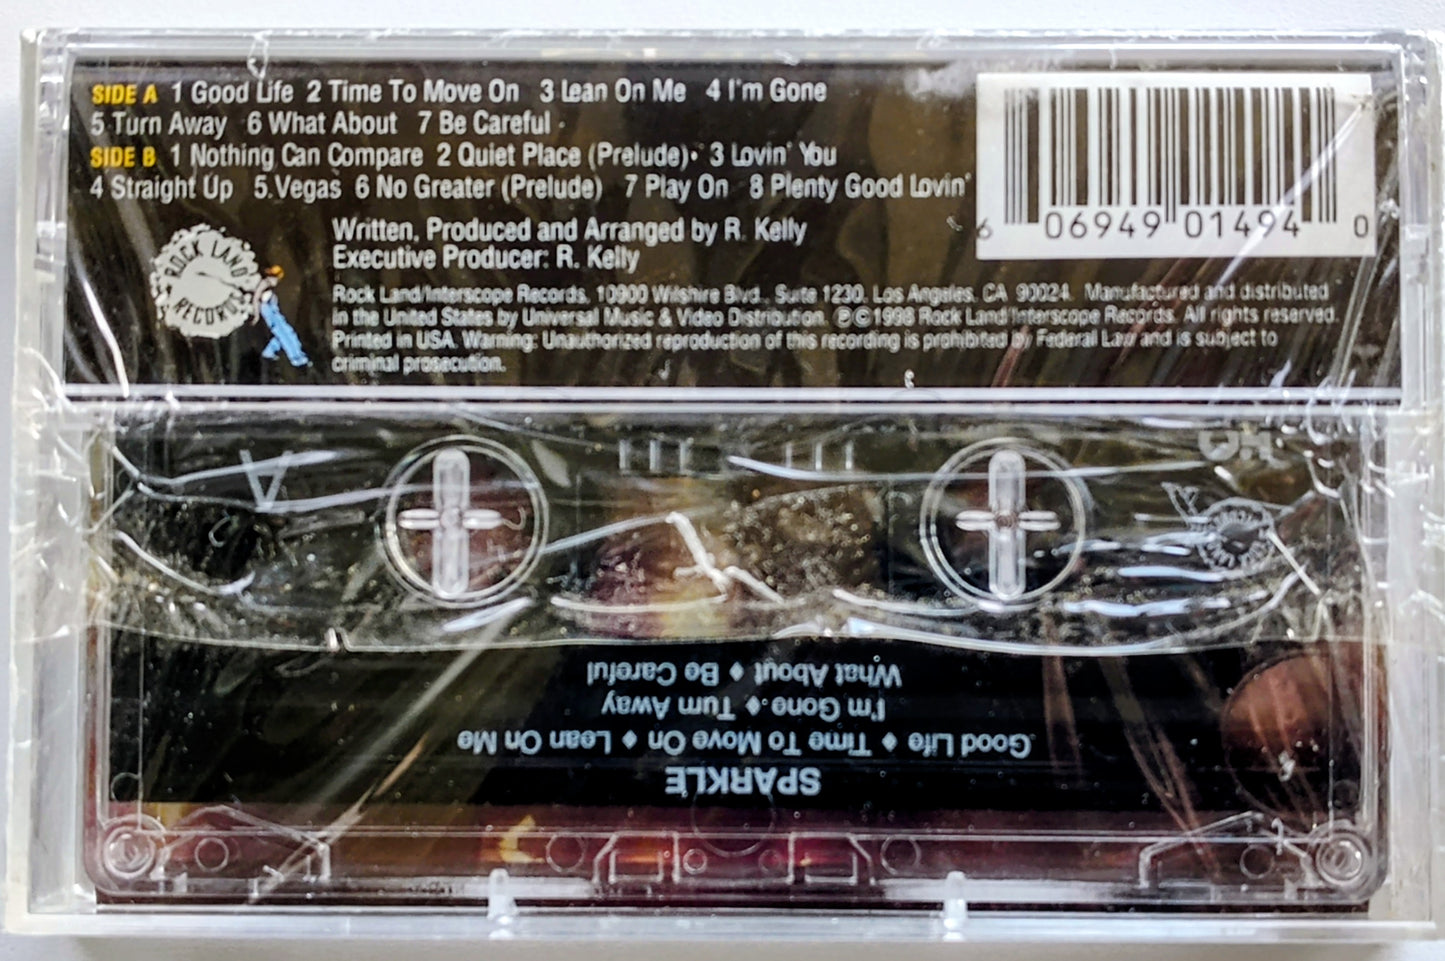 SIDE A 1 Good Life 2 Time To Move On 3 Lean On Me 4 I'm Gone
5 Turn Away 6 What About 7 Be Careful
SIDE B 1 Nothing Can Compare 2 Quiet Place (Prelude) 3 Lovin' You
4 Straight Up 5 Vegas 6 No Greater (Prelude) 7 Play On 8 Plenty Good Lovin'
6 06949 01494 0
ROCK LAND
RECORDS
Written, Produced and Arranged by R. Kelly
Executive Producer: R. Kelly
Rock Land/Interscope Records, 10900 Wilshire Blvd., Suite 1230, Los Angeles, CA 90024. Manufactured and distributed
in the United States by Universal Music & Video Distribution. ℗©1998 Rock Land/Interscope Records. All rights reserved.
Printed in USA. Warning: Unauthorized reproduction of this recording is prohibited by Federal Law and is subject to
criminal prosecution.
A
SPARKLE
Good Life ♦ Time To Move On ♦ Lean On Me
I'm Gone ♦ Turn Away
What About ♦ Be Careful